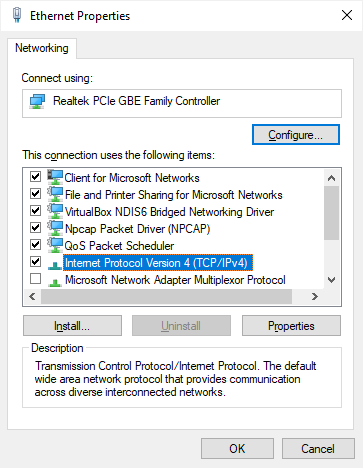 Ethernet Properties
Networking
Connect using:
Realtek PCIe GBE Family Controller
Configure...
This connection uses the following items:
Client for Microsoft Networks
File and Printer Sharing for Microsoft Networks
VirtualBox NDIS6 Bridged Networking Driver
Npcap Packet Driver (NPCAP)
QoS Packet Scheduler
Internet Protocol Version 4 (TCP/IPv4)
Microsoft Network Adapter Multiplexor Protocol
Install...
Uninstall
Properties
Description
Transmission Control Protocol/Internet Protocol. The default
wide area network protocol that provides communication
across diverse interconnected networks.
OK
Cancel